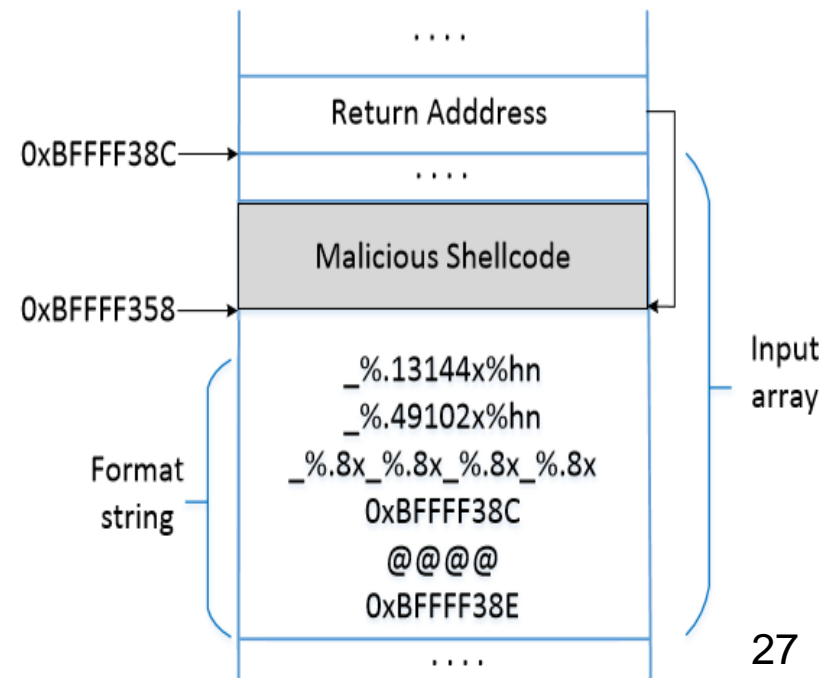 . . . .
Return Adddress
0xBFFFF38C
. . . .
Malicious Shellcode
0xBFFFF358
_%.13144x%hn
_%.49102x%hn
_%.8x_%.8x_%.8x_%.8x
0xBFFFF38C
@@@@
0xBFFFF38E
Format
string
Input
array
. . . .
27